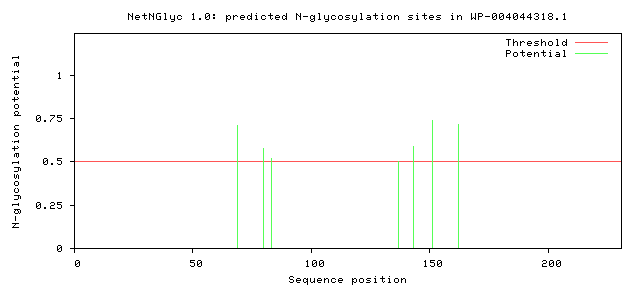 NetNGlyc 1.0: predicted N-glycosylation sites in WP-004044318.1
Threshold
Potential
N-glycosylation potential
1
0.75
0.5
0.25
0
0 50 100 150 200
Sequence position